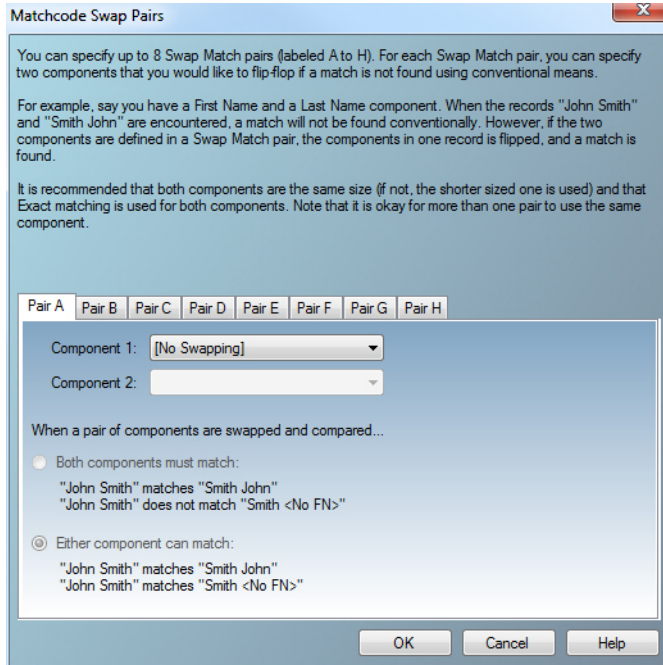 Matchcode Swap Pairs
You can specify up to 8 Swap Match pairs (labeled A to H). For each Swap Match pair, you can specify
two components that you would like to flip-flop if a match is not found using conventional means.
For example, say you have a First Name and a Last Name component. When the records "John Smith"
and "Smith John" are encountered, a match will not be found conventionally. However, if the two
components are defined in a Swap Match pair, the components in one record is flipped, and a match is
found.
It is recommended that both components are the same size (if not, the shorter sized one is used) and that
Exact matching is used for both components. Note that it is okay for more than one pair to use the same
component.
Pair A Pair B Pair C Pair D Pair E Pair F Pair G Pair H
Component 1: [No Swapping]
Component 2:
When a pair of components are swapped and compared...
Both components must match:
"John Smith" matches "Smith John"
"John Smith" does not match "Smith <No FN>"
Either component can match:
"John Smith" matches "Smith John"
"John Smith" matches "Smith <No FN>"
OK Cancel Help